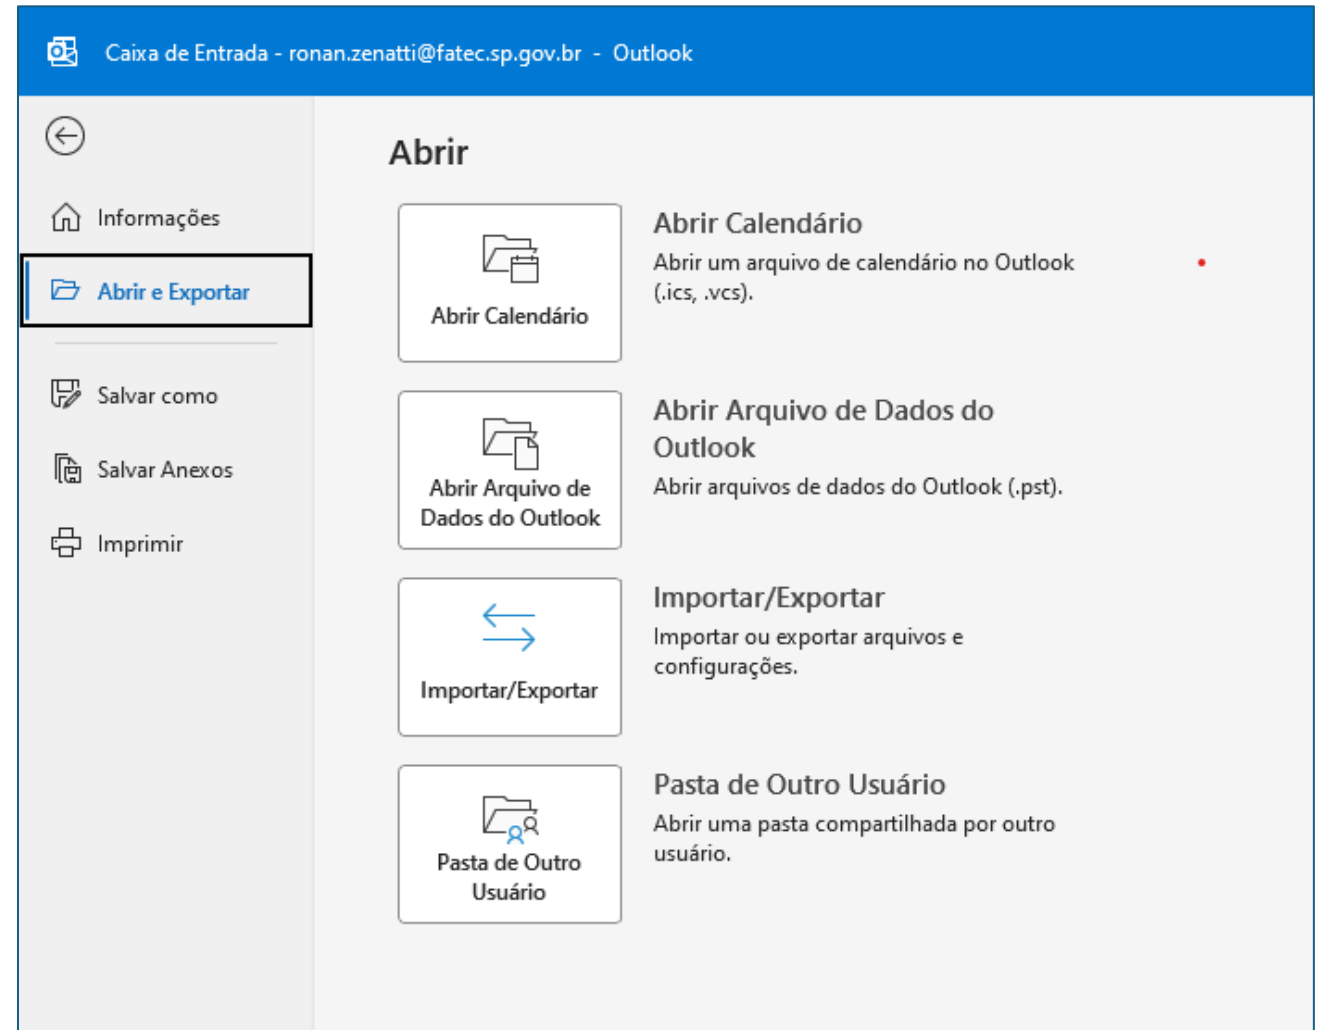 Caixa de Entrada - ronan.zenatti@fatec.sp.gov.br - Outlook
Informações
Abrir e Exportar
Salvar como
Salvar Anexos
Imprimir
Abrir
Abrir Calendário
Abrir Calendário
Abrir um arquivo de calendário no Outlook
(.ics, .vcs).
Abrir Arquivo de
Dados do Outlook
Abrir Arquivo de Dados do
Outlook
Abrir arquivos de dados do Outlook (.pst).
Importar/Exportar
Importar/Exportar
Importar ou exportar arquivos e
configurações.
Pasta de Outro
Usuário
Pasta de Outro Usuário
Abrir uma pasta compartilhada por outro
usuário.